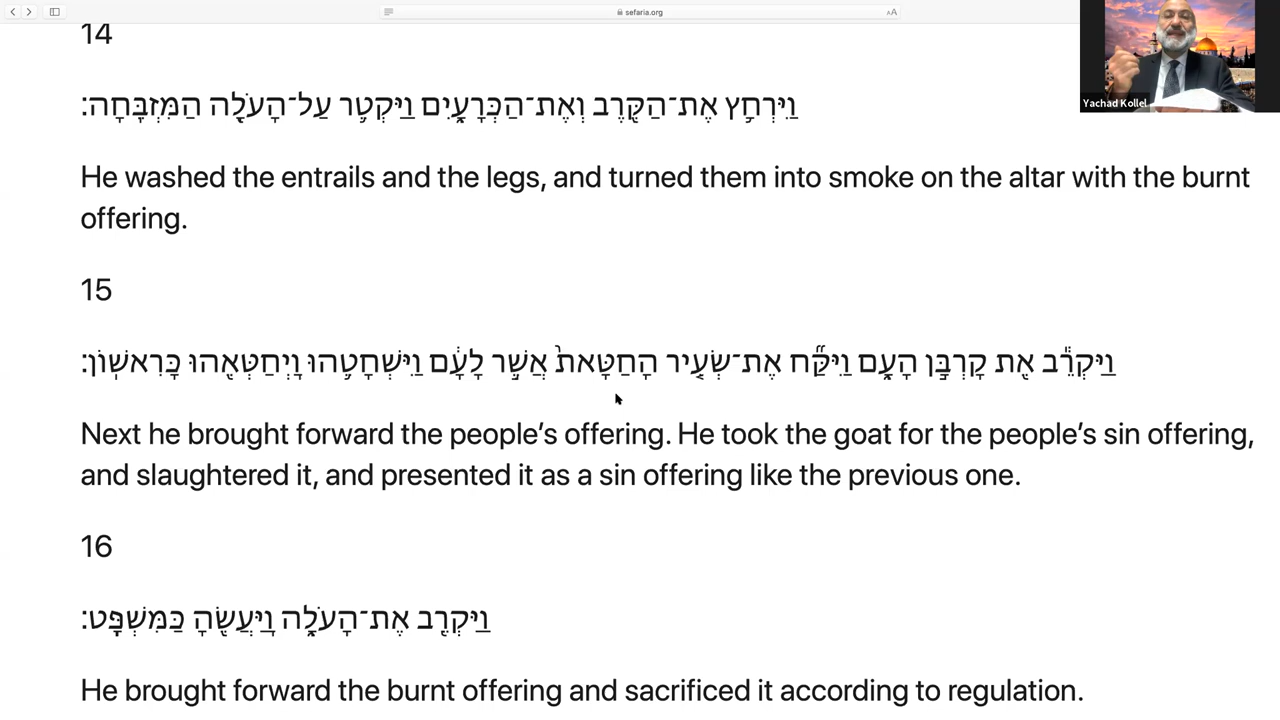 sefaria.org
AA
Yachad Kollel
14
וַיִּרְחַ֥ץ אֶת־הַקֶּ֖רֶב וְאֶת־הַכְּרָעָ֑יִם וַיַּקְטֵ֥ר עַל־הָעֹלָ֖ה הַמִּזְבֵּֽחָה׃
He washed the entrails and the legs, and turned them into smoke on the altar with the burnt
offering.
15
וַיַּקְרֵ֕ב אֵ֖ת קׇרְבַּ֣ן הָעָ֑ם וַיִּקַּ֞ח אֶת־שְׂעִ֤יר הַֽחַטָּאת֙ אֲשֶׁ֣ר לָעָ֔ם וַיִּשְׁחָטֵ֥הוּ וַֽיְחַטְּאֵ֖הוּ כָּרִאשֽׁוֹן׃
Next he brought forward the people’s offering. He took the goat for the people’s sin offering,
and slaughtered it, and presented it as a sin offering like the previous one.
16
וַיַּקְרֵ֖ב אֶת־הָעֹלָ֑ה וַֽיַּעֲשֶׂ֖הָ כַּמִּשְׁפָּֽט׃
He brought forward the burnt offering and sacrificed it according to regulation.